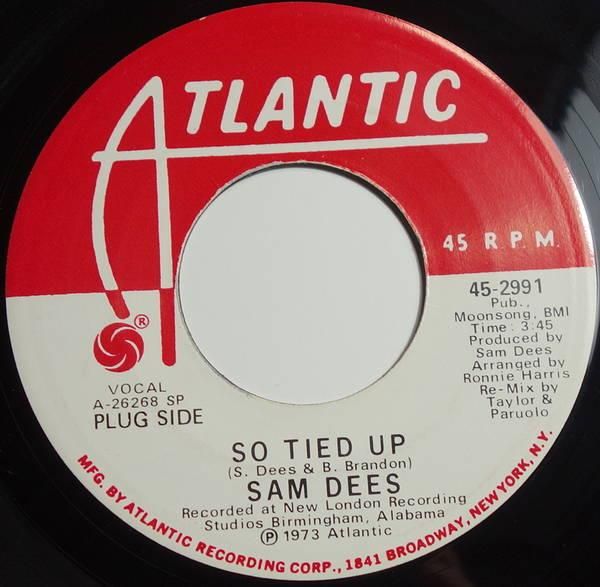 ATLANTIC
45 R.P.M.
45-2991
Pub.,
Moonsong, BMI
Time: 3:45
Produced by
Sam Dees
Arranged by
Ronnie Harris
Re-Mix by
Taylor &
Paruolo
®
VOCAL
A-26268 SP
PLUG SIDE
SO TIED UP
(S. Dees & B. Brandon)
SAM DEES
Recorded at New London Recording
Studios Birmingham, Alabama
Ⓟ 1973 Atlantic
MFG. BY ATLANTIC RECORDING CORP., 1841 BROADWAY, NEW YORK, N.Y.